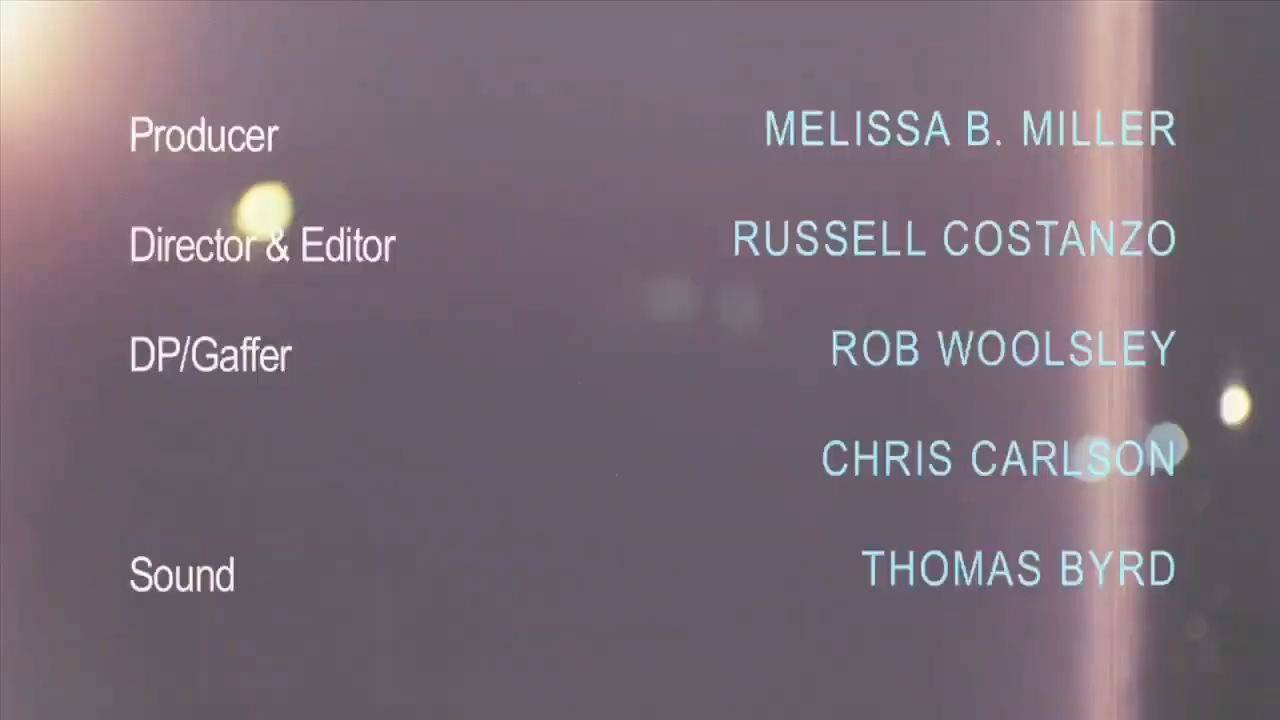 Producer MELISSA B. MILLER
Director & Editor RUSSELL COSTANZO
DP/Gaffer ROB WOOLSLEY
CHRIS CARLSON
Sound THOMAS BYRD